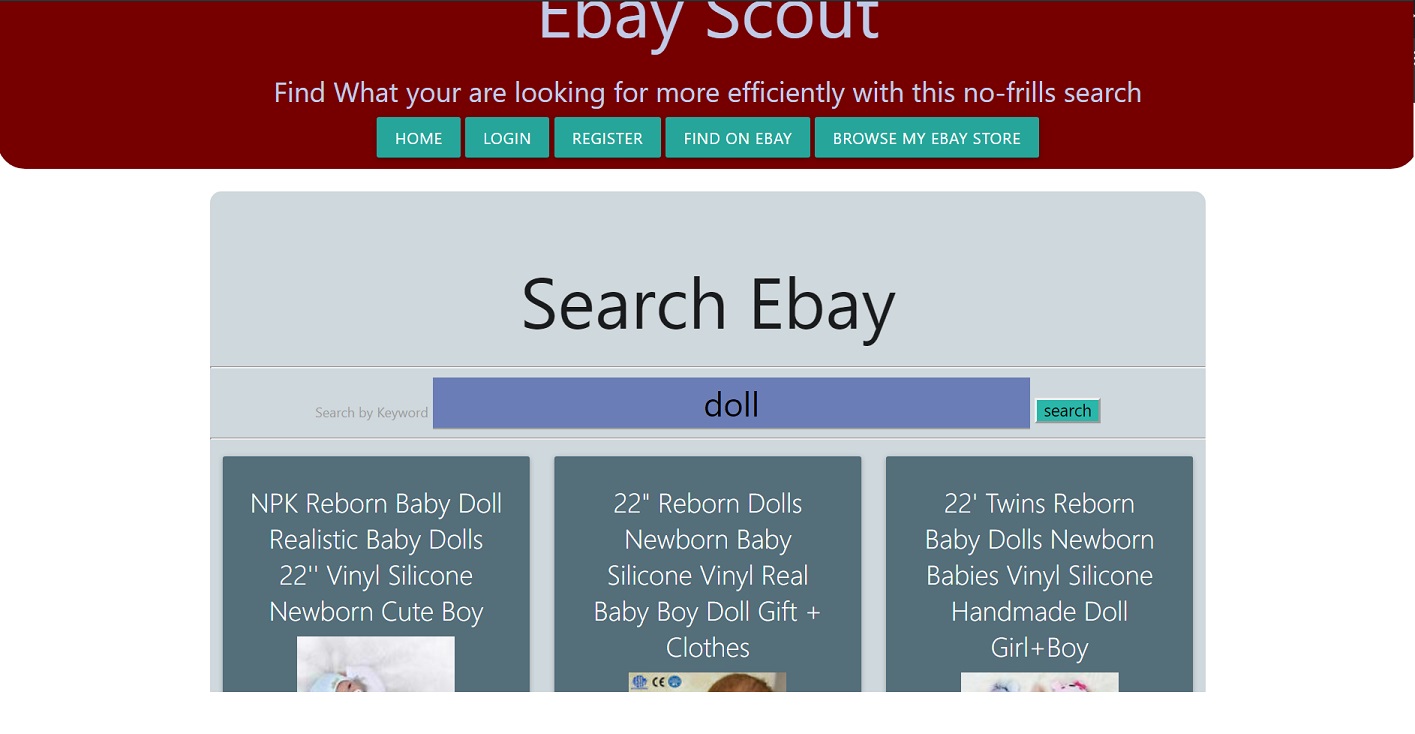 Ebay Scout
Find What your are looking for more efficiently with this no-frills search
HOME
LOGIN
REGISTER
FIND ON EBAY
BROWSE MY EBAY STORE
Search Ebay
Search by Keyword
doll
search
NPK Reborn Baby Doll
Realistic Baby Dolls
22'' Vinyl Silicone
Newborn Cute Boy
22" Reborn Dolls
Newborn Baby
Silicone Vinyl Real
Baby Boy Doll Gift +
Clothes
CE
22' Twins Reborn
Baby Dolls Newborn
Babies Vinyl Silicone
Handmade Doll
Girl+Boy